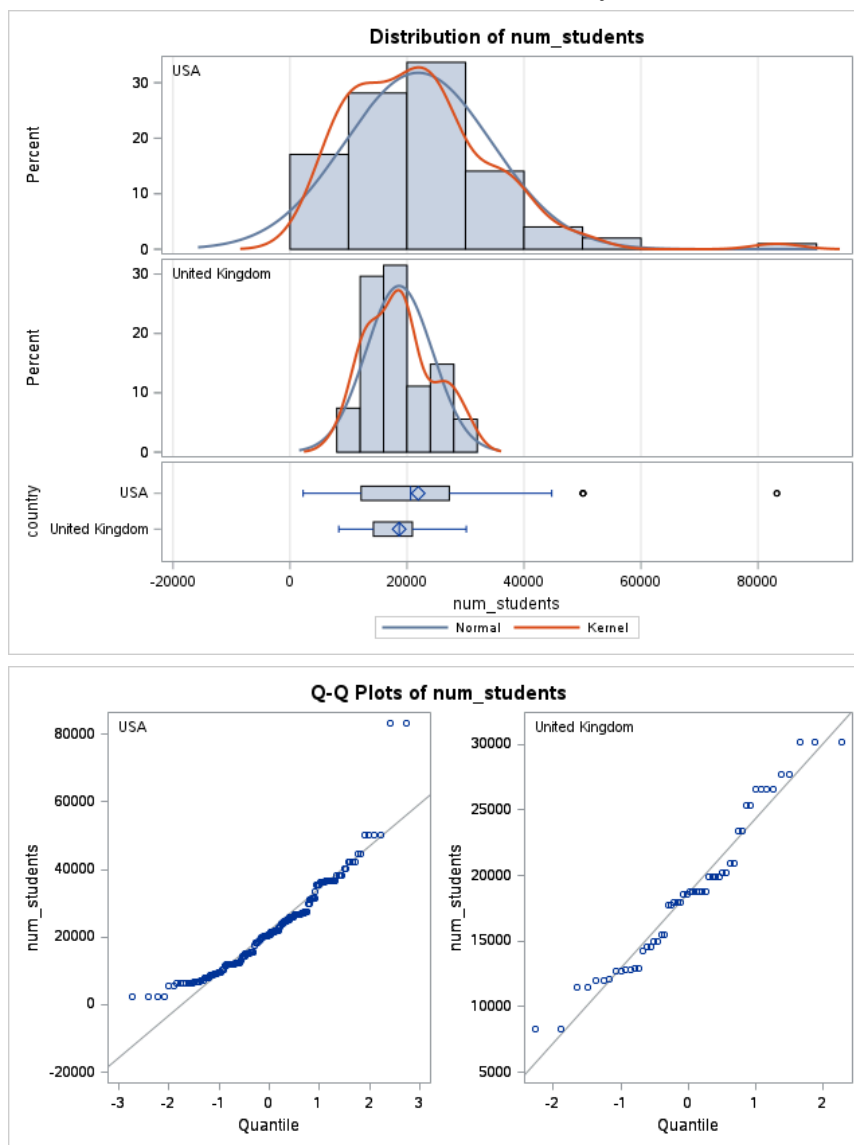 Distribution of num_students
USA
30
20
10
0
Percent
United Kingdom
30
20
10
0
Percent
country
USA
United Kingdom
-20000 0 20000 40000 60000 80000
num_students
Normal Kernel
Q-Q Plots of num_students
USA
80000
60000
40000
20000
0
-20000
num_students
-3 -2 -1 0 1 2 3
Quantile
United Kingdom
30000
25000
20000
15000
10000
5000
num_students
-2 -1 0 1 2
Quantile